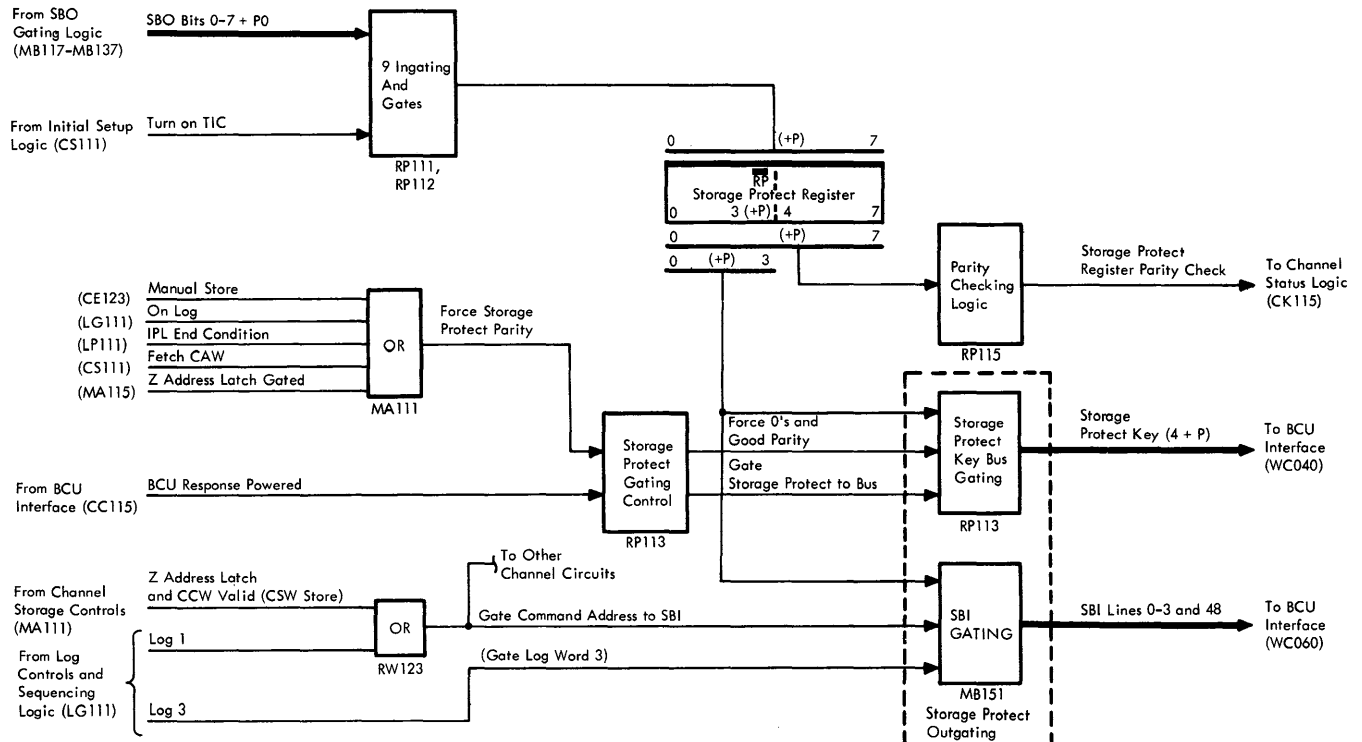 From SBO
Gating Logic
(MB117-MB137)
SBO Bits 0-7 + P0
From Initial Setup
Logic (CS111)
Turn on TIC
9 Ingating
And
Gates
RP111,
RP112
0 (+P) 7
RP
Storage Protect Register
0 3 (+P) 4 7
0 (+P) 7
0 (+P) 3
Parity
Checking
Logic
RP115
Storage Protect
Register Parity Check
To Channel
Status Logic
(CK115)
(CE123) Manual Store
(LG111) On Log
(LP111) IPL End Condition
(CS111) Fetch CAW
(MA115) Z Address Latch Gated
OR
MA111
Force Storage
Protect Parity
From BCU
Interface (CC115)
BCU Response Powered
Storage
Protect
Gating
Control
RP113
Force 0's and
Good Parity
Gate
Storage Protect to Bus
Storage
Protect
Key Bus
Gating
RP113
Storage
Protect Key (4 + P)
To BCU
Interface
(WC040)
To Other
Channel Circuits
From Channel
Storage Controls
(MA111)
Z Address Latch
and CCW Valid (CSW Store)
From Log
Controls and
Sequencing
Logic (LG111)
Log 1
Log 3
OR
RW123
Gate Command Address to SBI
(Gate Log Word 3)
SBI
GATING
MB151
Storage Protect
Outgating
SBI Lines 0-3 and 48
To BCU
Interface
(WC060)